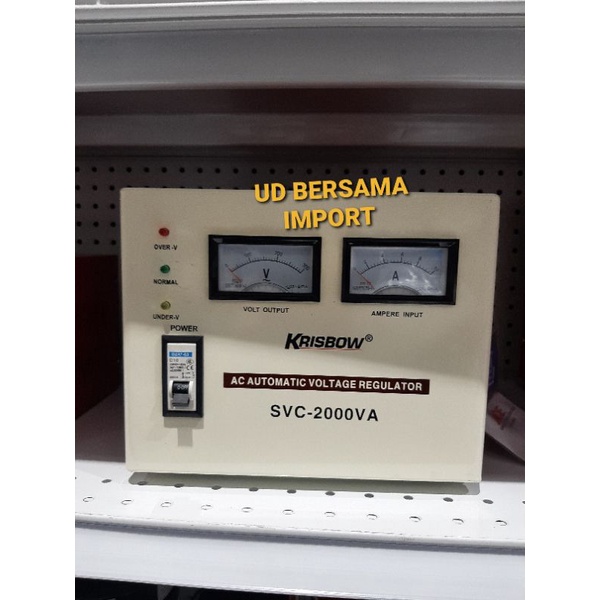 UD BERSAMA
IMPORT
OVER-V
NORMAL
UNDER-V
V
A
VOLT OUTPUT
AMPERE INPUT
POWER
KRISBOW®
AC AUTOMATIC VOLTAGE REGULATOR
SVC-2000VA